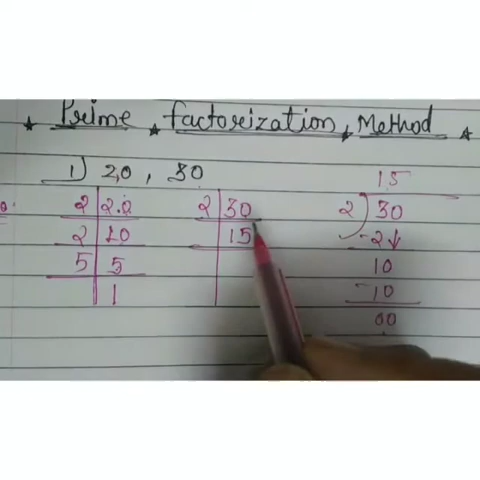 ★ Prime ★ factorization ★ Method ★
1) 20, 30
15
2 20 2 30 2 30
2 10 15 -2↓
5 5 10
1 -10
00